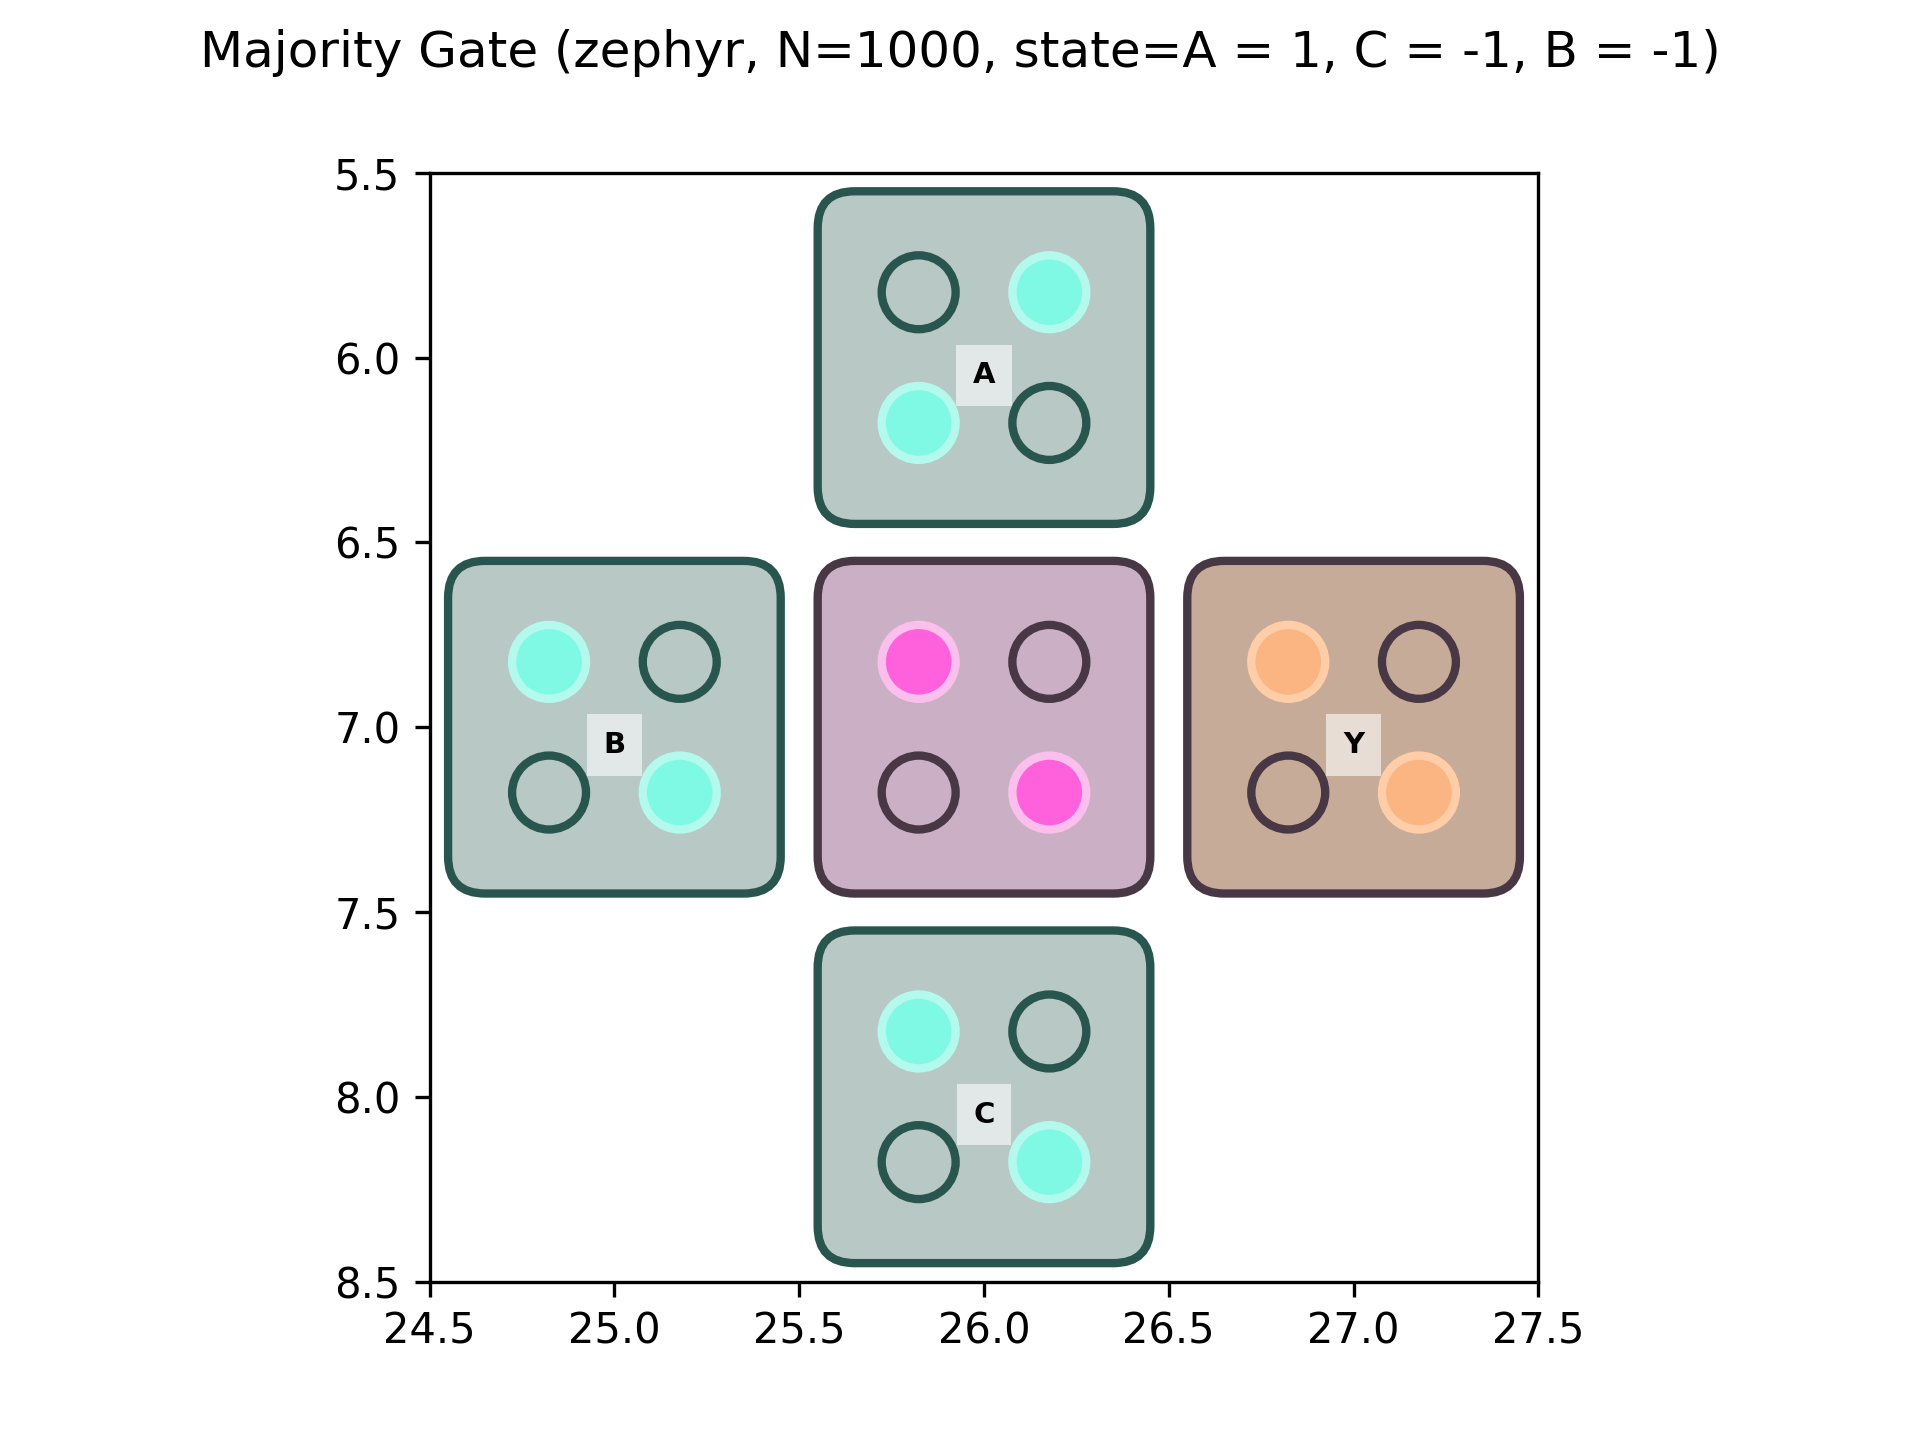 Majority Gate (zephyr, N=1000, state=A = 1, C = -1, B = -1)
5.5
A
6.0
6.5
B
Y
7.0
7.5
C
8.0
8.5
24.5 25.0 25.5 26.0 26.5 27.0 27.5